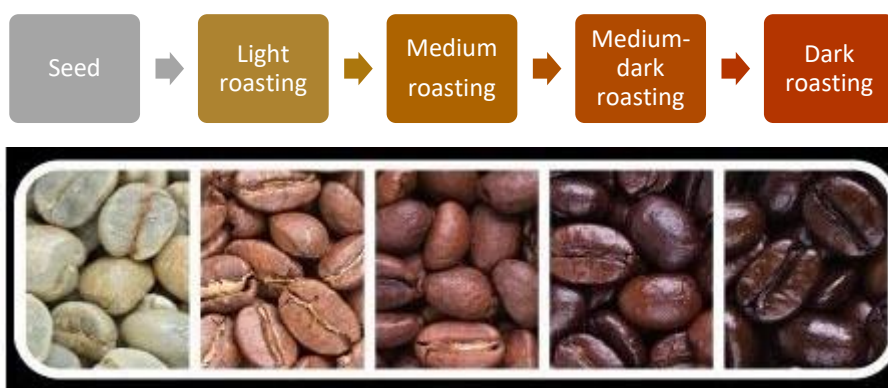 Seed
Light
roasting
Medium
roasting
Medium-
dark
roasting
Dark
roasting